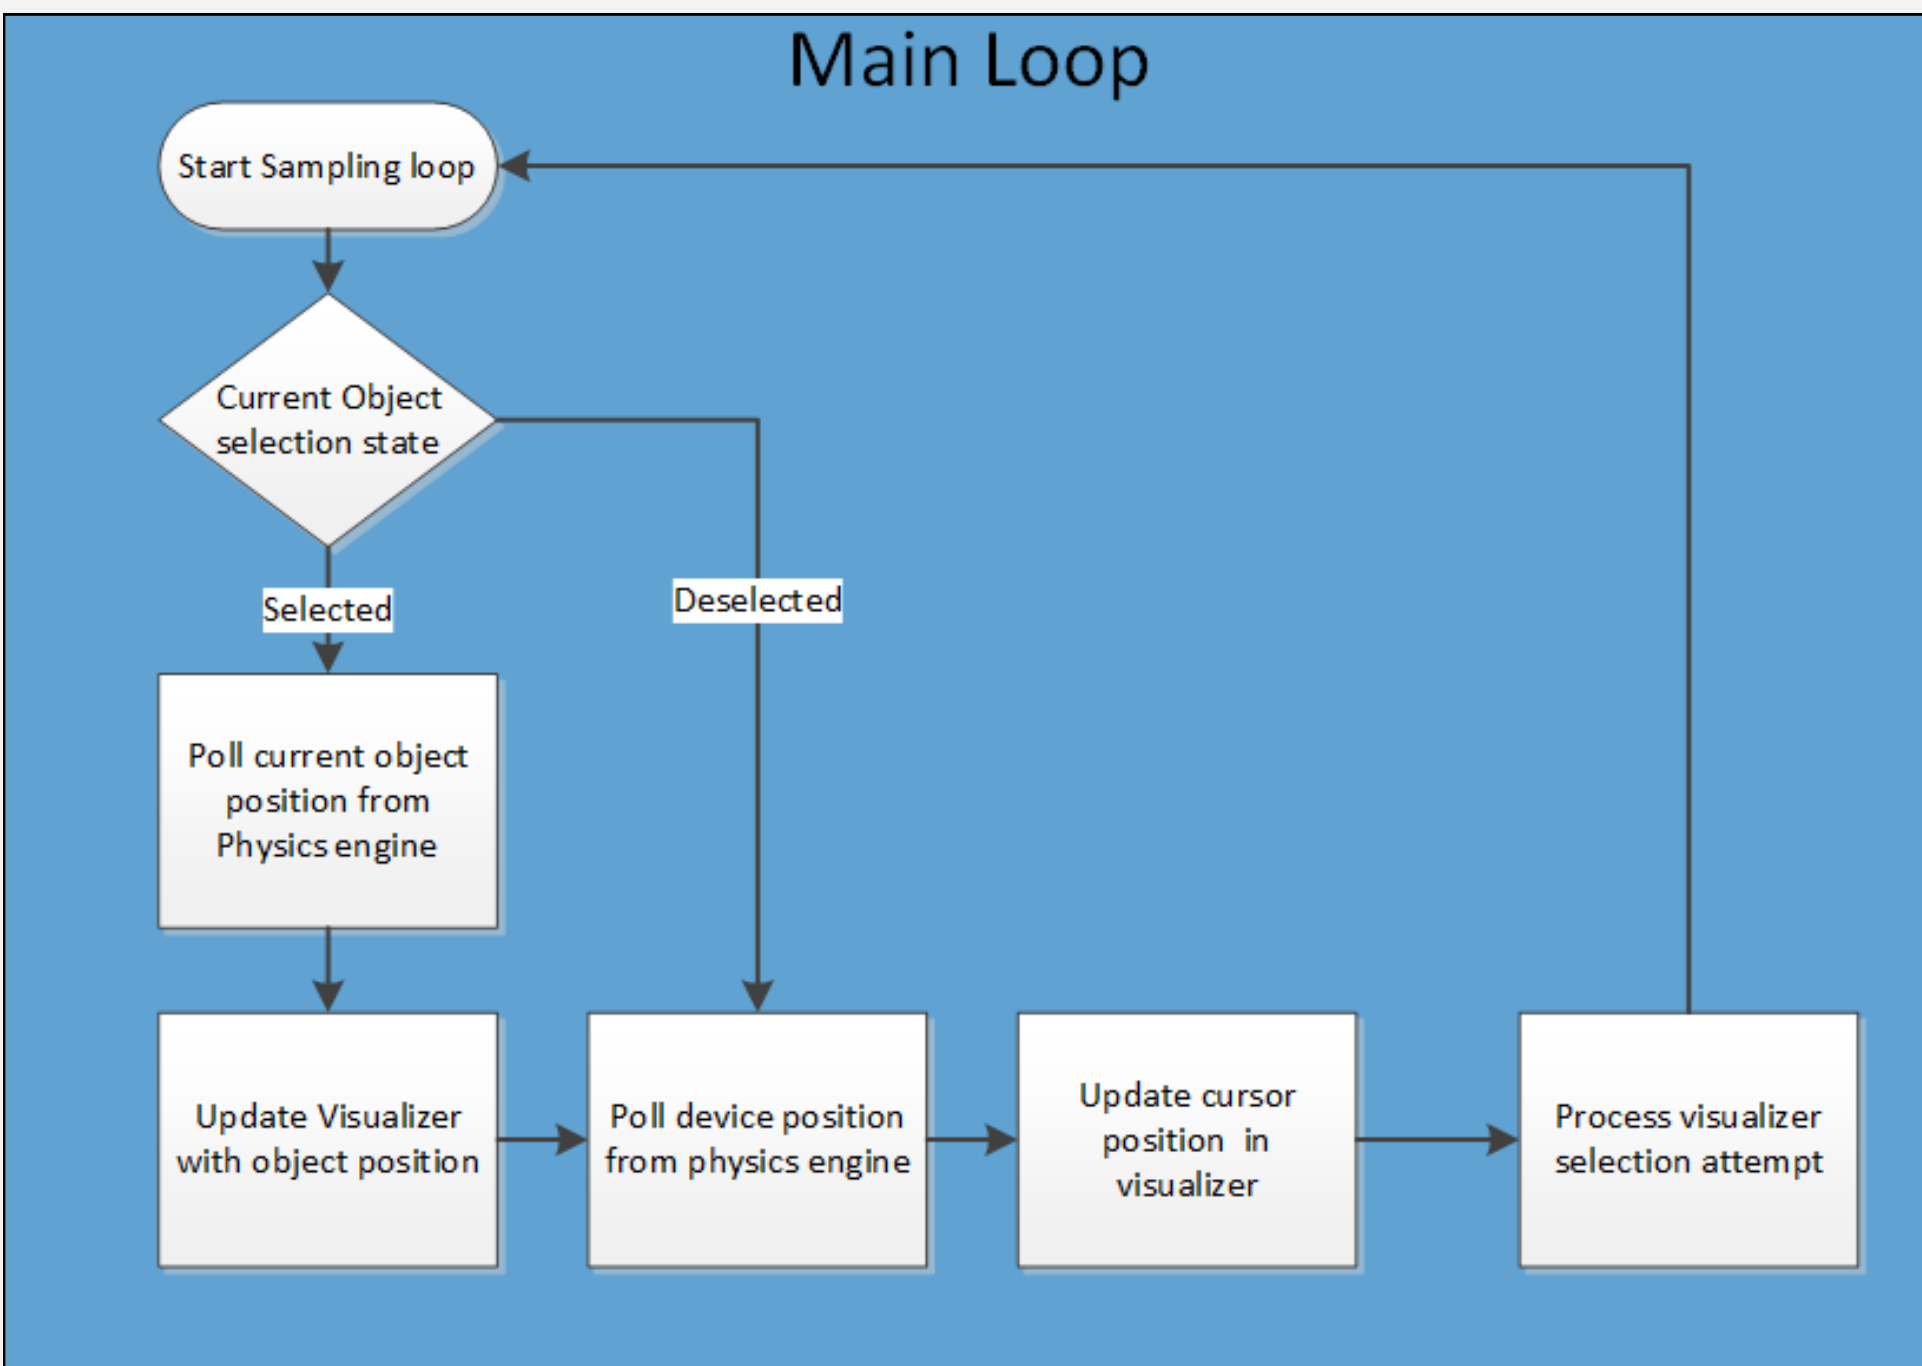 Main Loop
Start Sampling loop
Current Object
selection state
Selected
Deselected
Poll current object
position from
Physics engine
Update Visualizer
with object position
Poll device position
from physics engine
Update cursor
position in
visualizer
Process visualizer
selection attempt